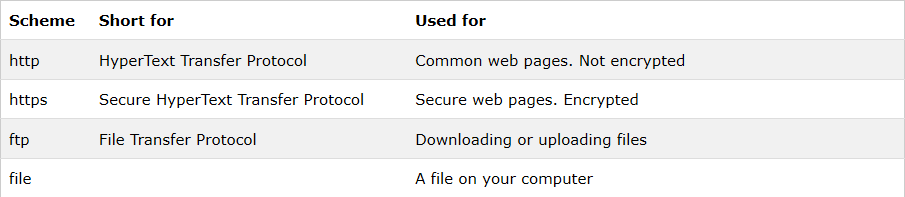 Scheme Short for Used for
http HyperText Transfer Protocol Common web pages. Not encrypted
https Secure HyperText Transfer Protocol Secure web pages. Encrypted
ftp File Transfer Protocol Downloading or uploading files
file A file on your computer